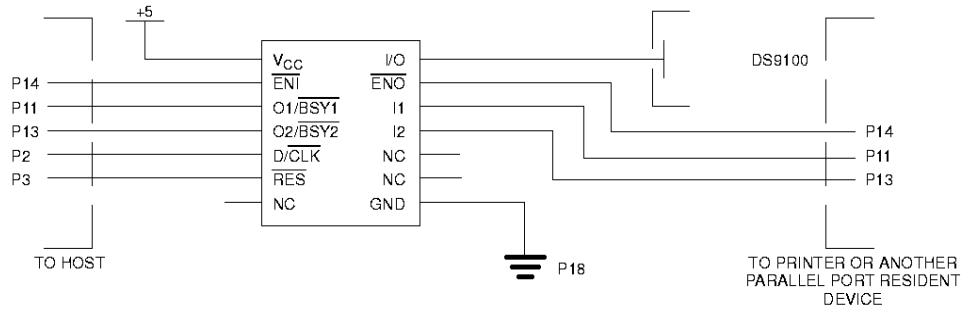 +5
VCC I/O DS9100
P14 ENI ENO
P11 O1/BSY1 I1
P13 O2/BSY2 I2 P14
P2 D/CLK NC P11
P3 RES NC P13
NC GND
TO HOST P18 TO PRINTER OR ANOTHER
PARALLEL PORT RESIDENT
DEVICE